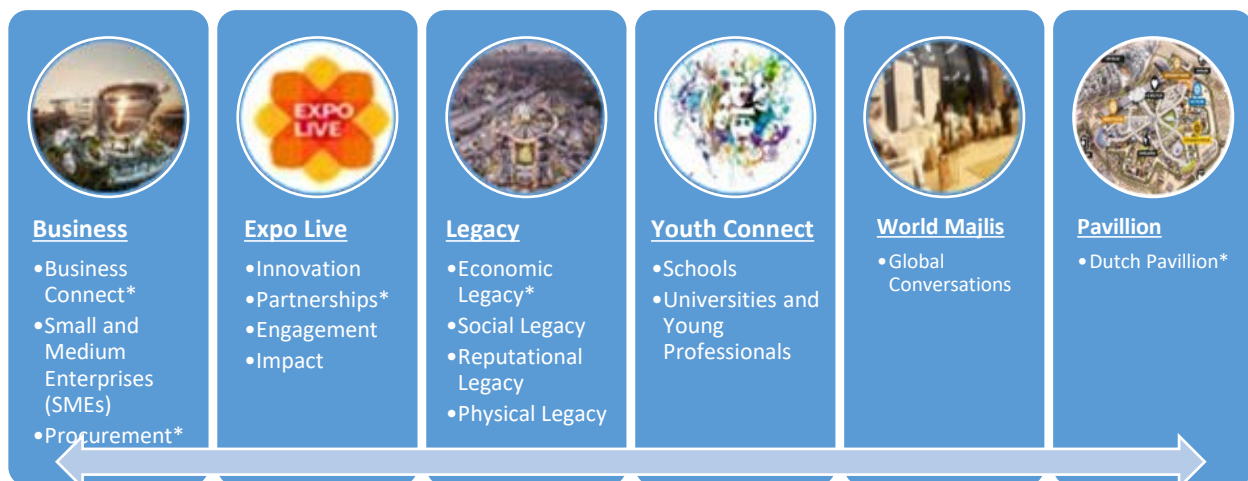 EXPO
LIVE
Business
•Business
Connect*
•Small and
Medium
Enterprises
(SMEs)
•Procurement*
Expo Live
•Innovation
•Partnerships*
•Engagement
•Impact
Legacy
•Economic
Legacy*
•Social Legacy
•Reputational
Legacy
•Physical Legacy
Youth Connect
•Schools
•Universities and
Young
Professionals
World Majlis
•Global
Conversations
Pavillion
•Dutch Pavillion*